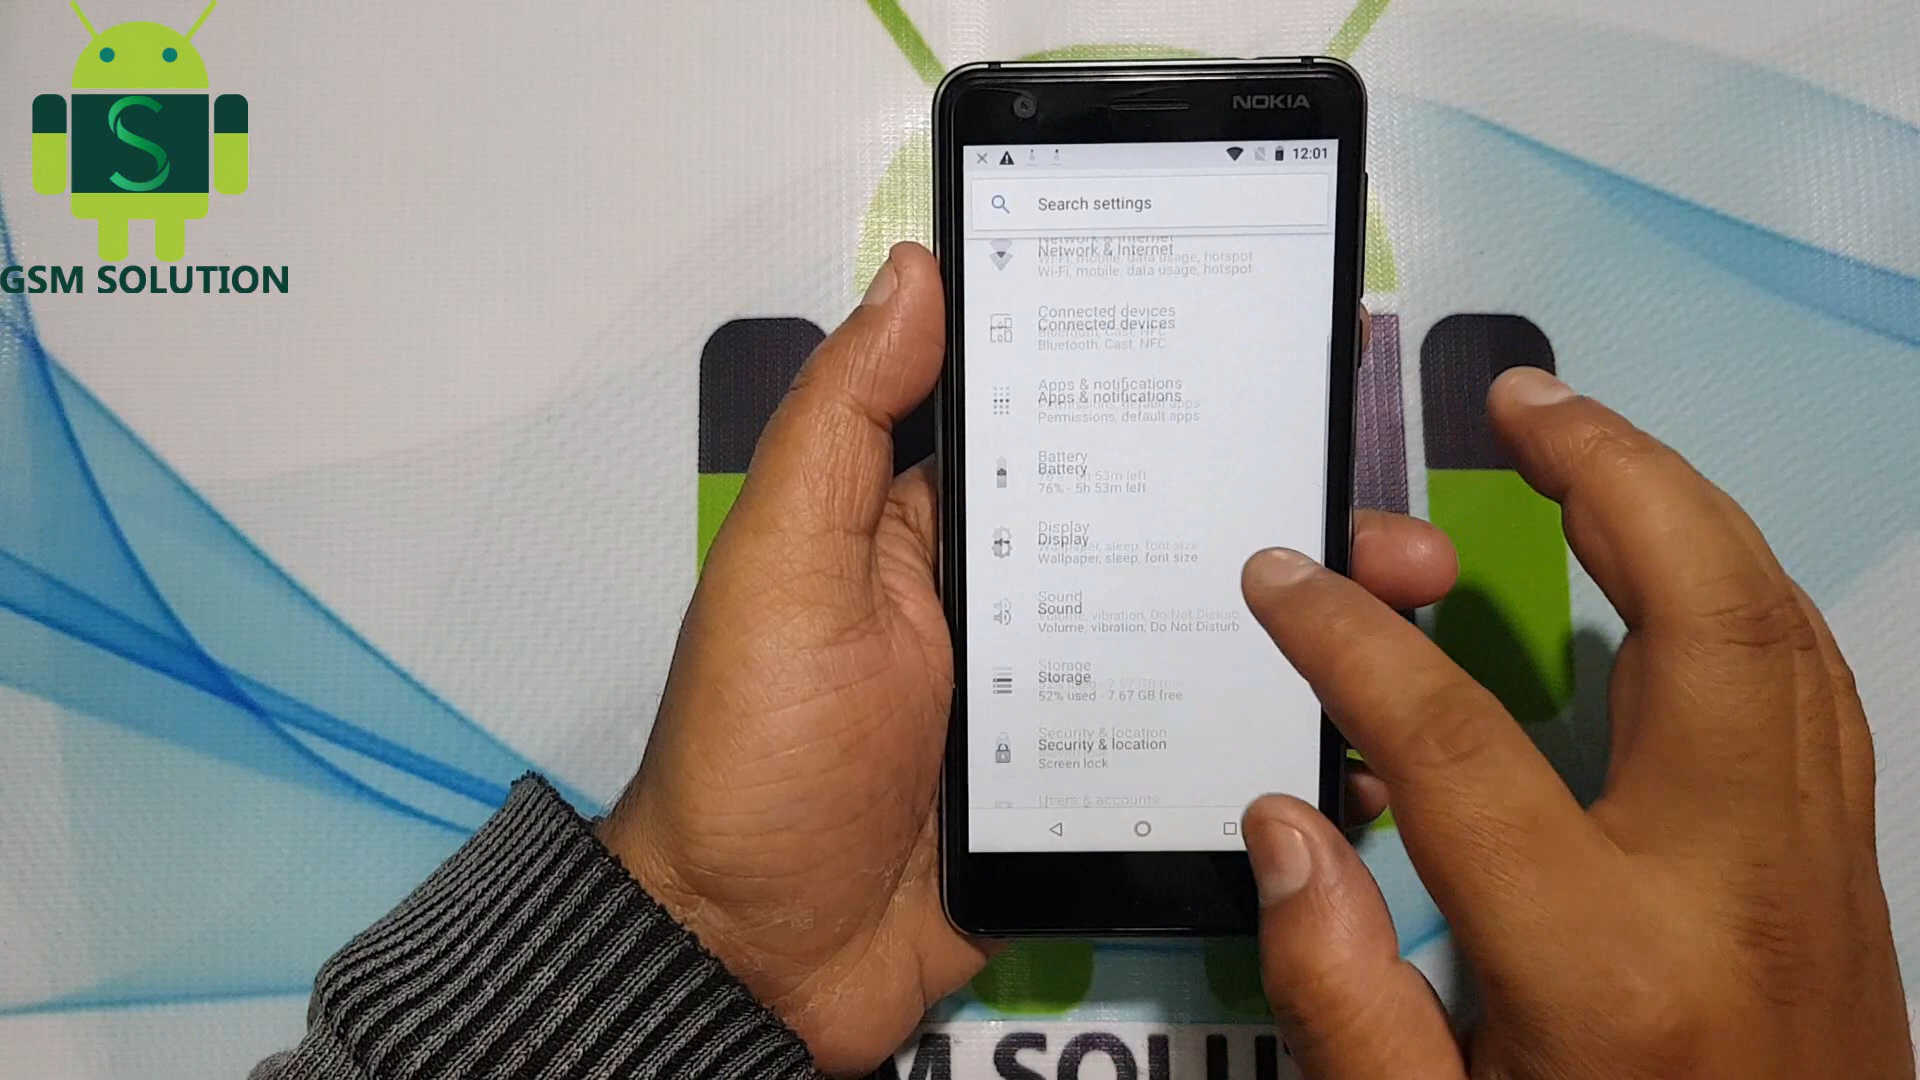 S
GSM SOLUTION
NOKIA
12:01
Search settings
Network & Internet
Wi-Fi, mobile, data usage, hotspot
Connected devices
Bluetooth, Cast, NFC
Apps & notifications
Permissions, default apps
Battery
76% - 5h 53m left
Display
Wallpaper, sleep, font size
Sound
Volume, vibration, Do Not Disturb
Storage
52% used - 7.67 GB free
Security & location
Screen lock
Users & accounts